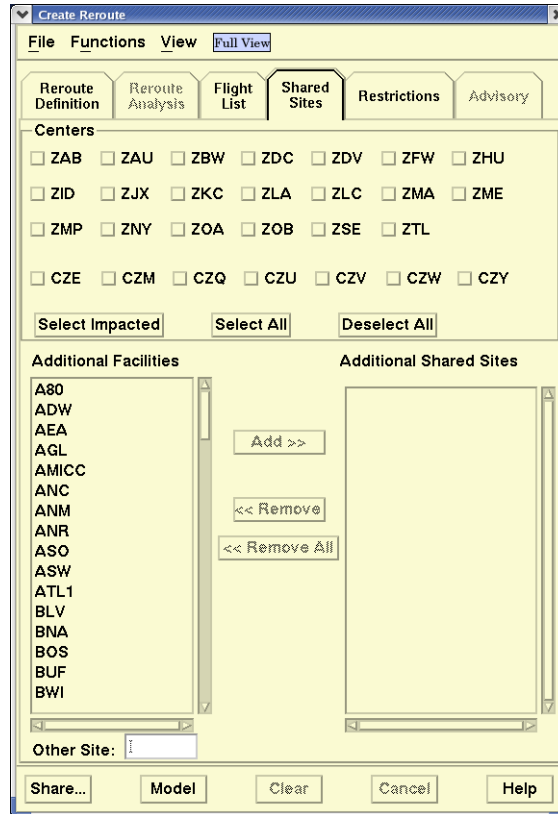 Create Reroute
File Functions View Full View
Reroute Definition
Reroute Analysis
Flight List
Shared Sites
Restrictions
Advisory
Centers
ZAB ZAU ZBW ZDC ZDV ZFW ZHU
ZID ZJX ZKC ZLA ZLC ZMA ZME
ZMP ZNY ZOA ZOB ZSE ZTL
CZE CZM CZQ CZU CZV CZW CZY
Select Impacted Select All Deselect All
Additional Facilities
A80
ADW
AEA
AGL
AMICC
ANC
ANM
ANR
ASO
ASW
ATL1
BLV
BNA
BOS
BUF
BWI
Add >>
<< Remove
<< Remove All
Additional Shared Sites
Other Site:
Share... Model Clear Cancel Help